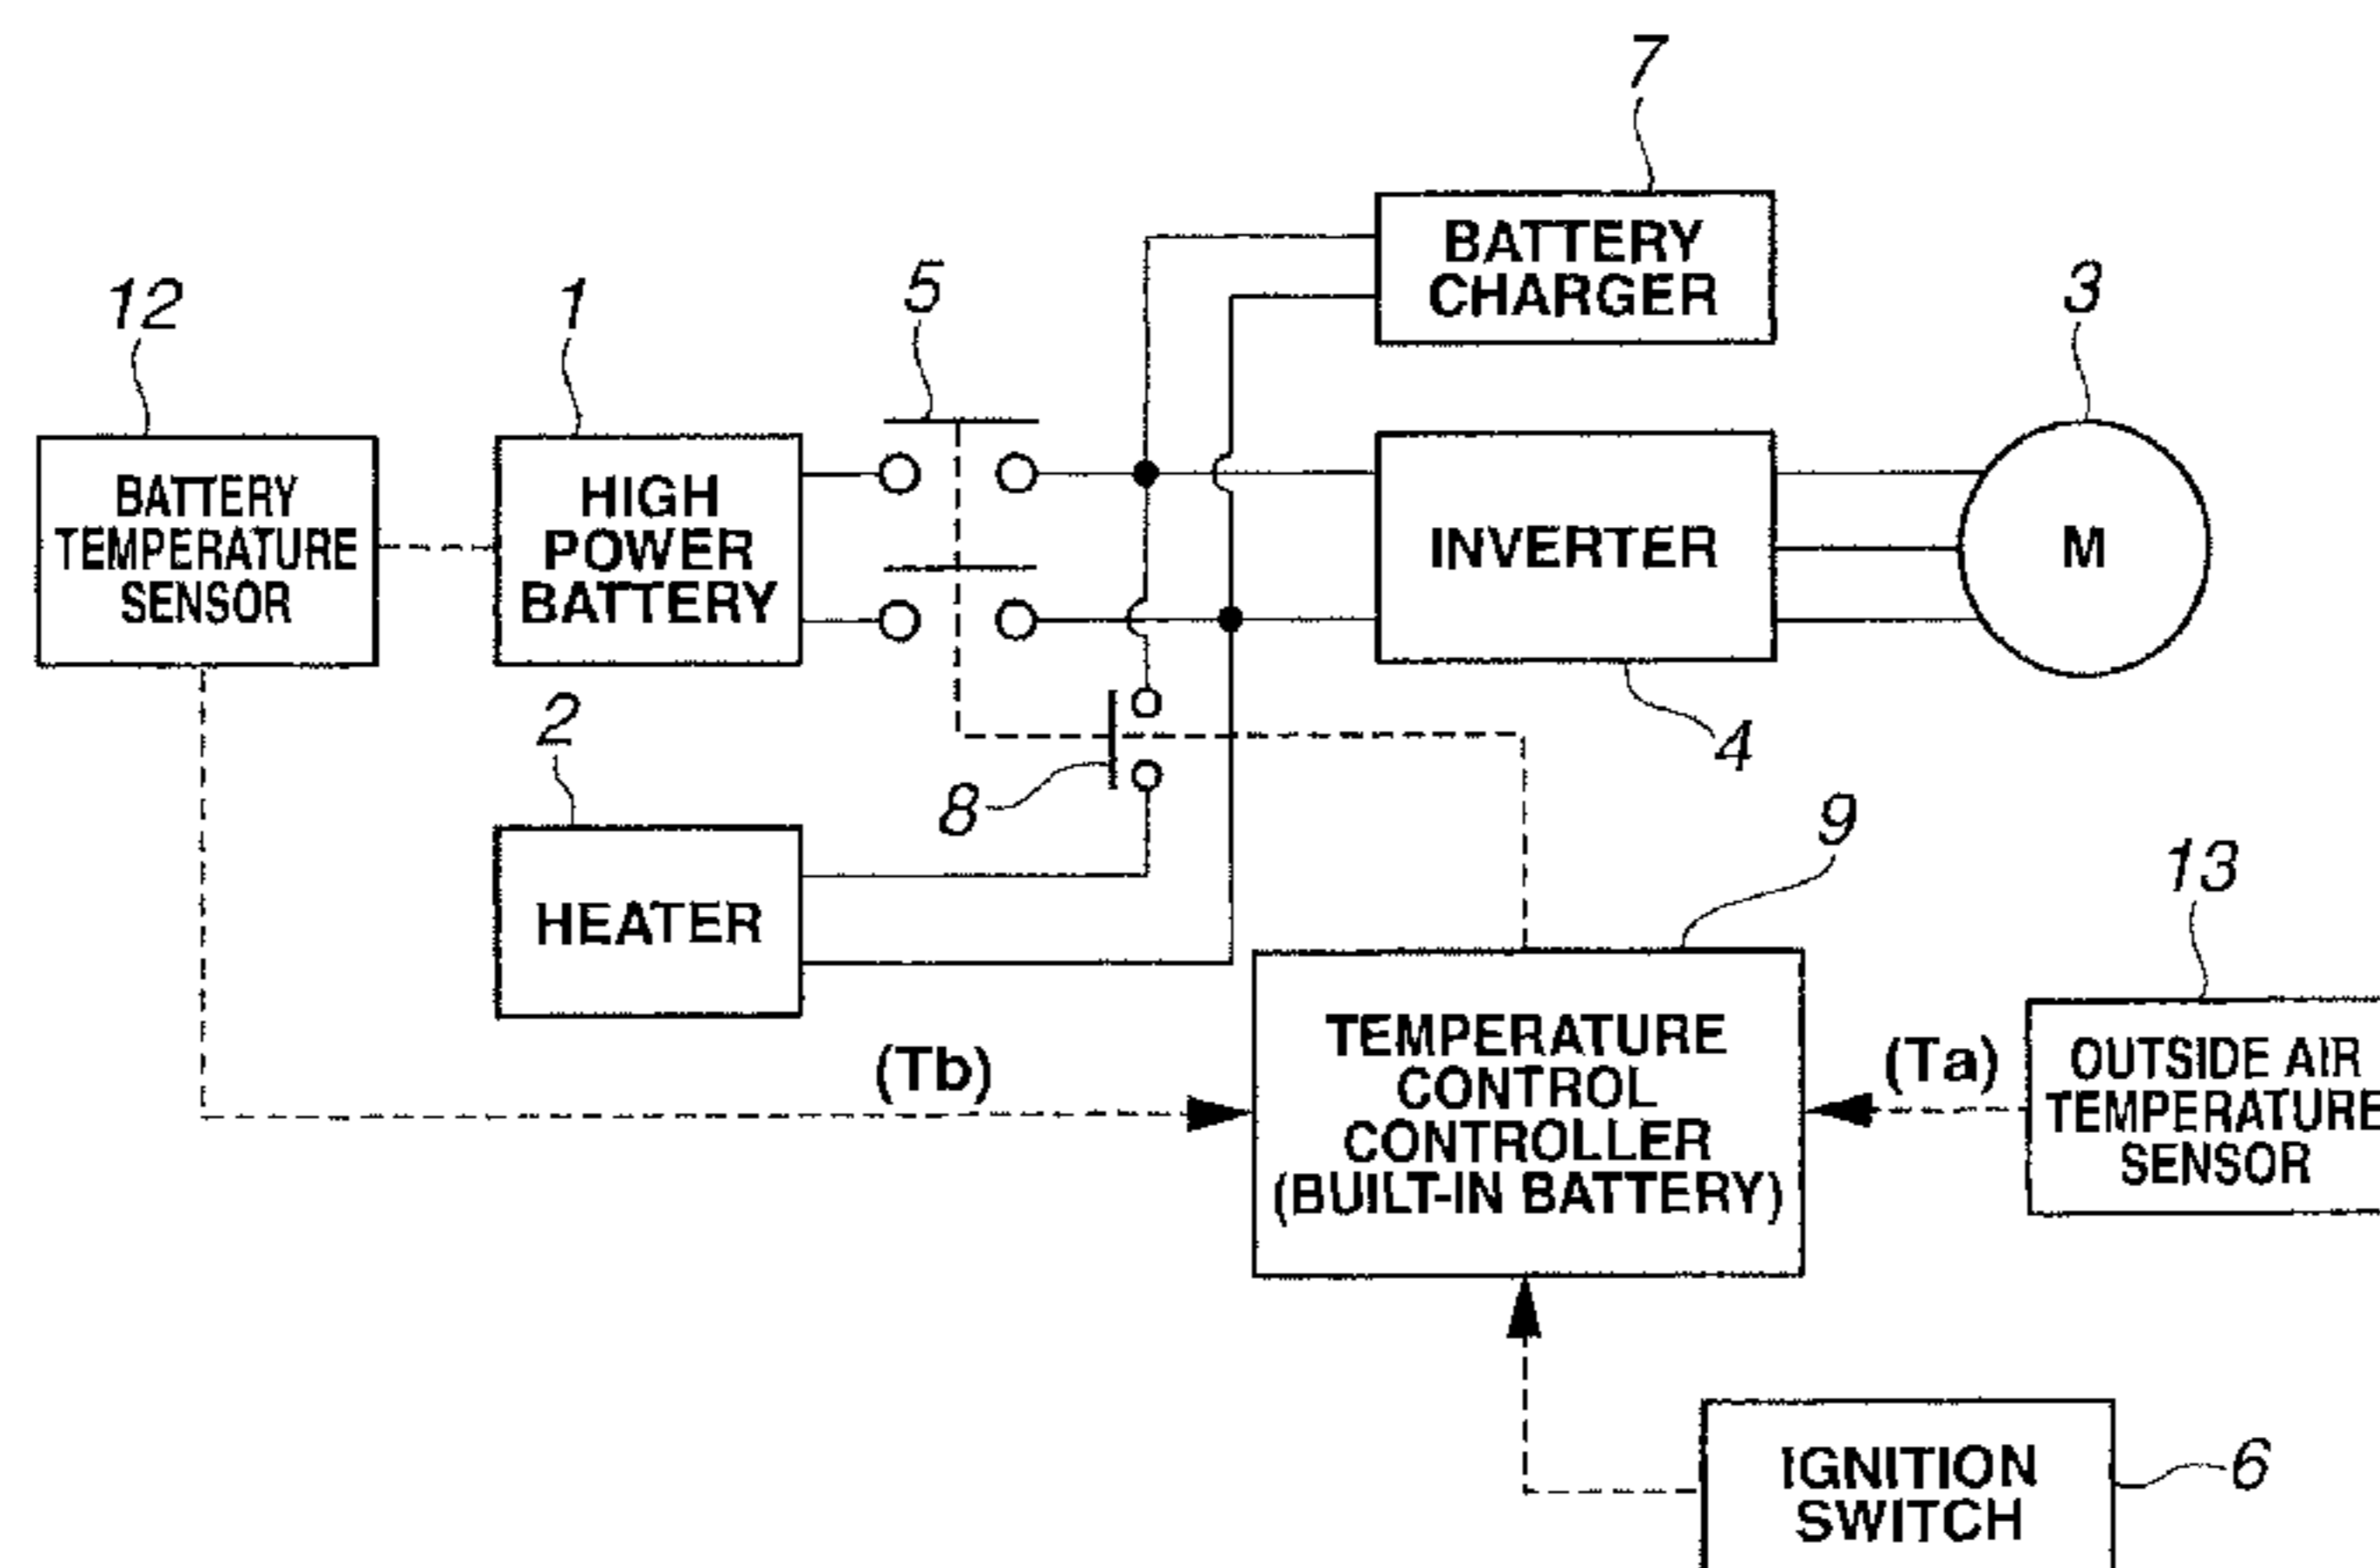 7
BATTERY
CHARGER
12
1
5
3
BATTERY
TEMPERATURE
SENSOR
HIGH
POWER
BATTERY
INVERTER
M
2
8
4
HEATER
9
13
(Tb)
TEMPERATURE
CONTROL
CONTROLLER
(BUILT-IN BATTERY)
(Ta)
OUTSIDE AIR
TEMPERATURE
SENSOR
IGNITION
SWITCH
6